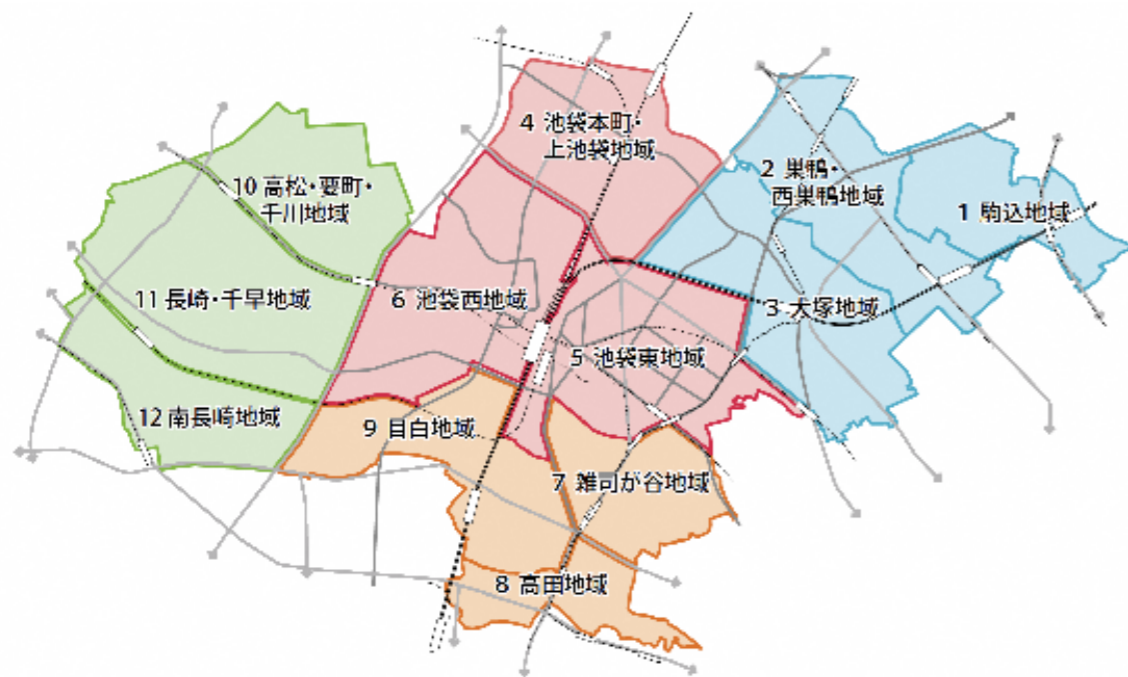 1 駒込地域
2 巣鴨・
西巣鴨地域
3 大塚地域
4 池袋本町・
上池袋地域
5 池袋東地域
6 池袋西地域
7 雑司が谷地域
8 高田地域
9 目白地域
10 高松・要町・
千川地域
11 長崎・千早地域
12 南長崎地域